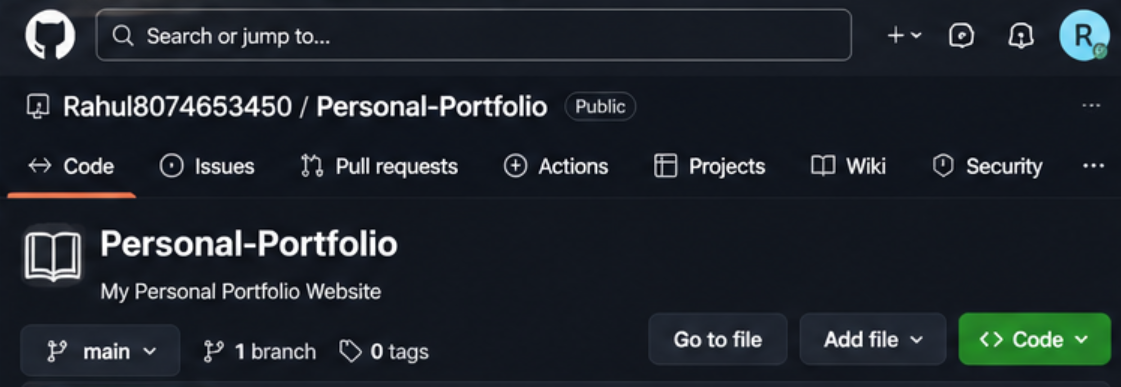 Search or jump to...
R
Rahul8074653450 / Personal-Portfolio Public
Code Issues Pull requests Actions Projects Wiki Security
Personal-Portfolio
My Personal Portfolio Website
main 1 branch 0 tags Go to file Add file <> Code